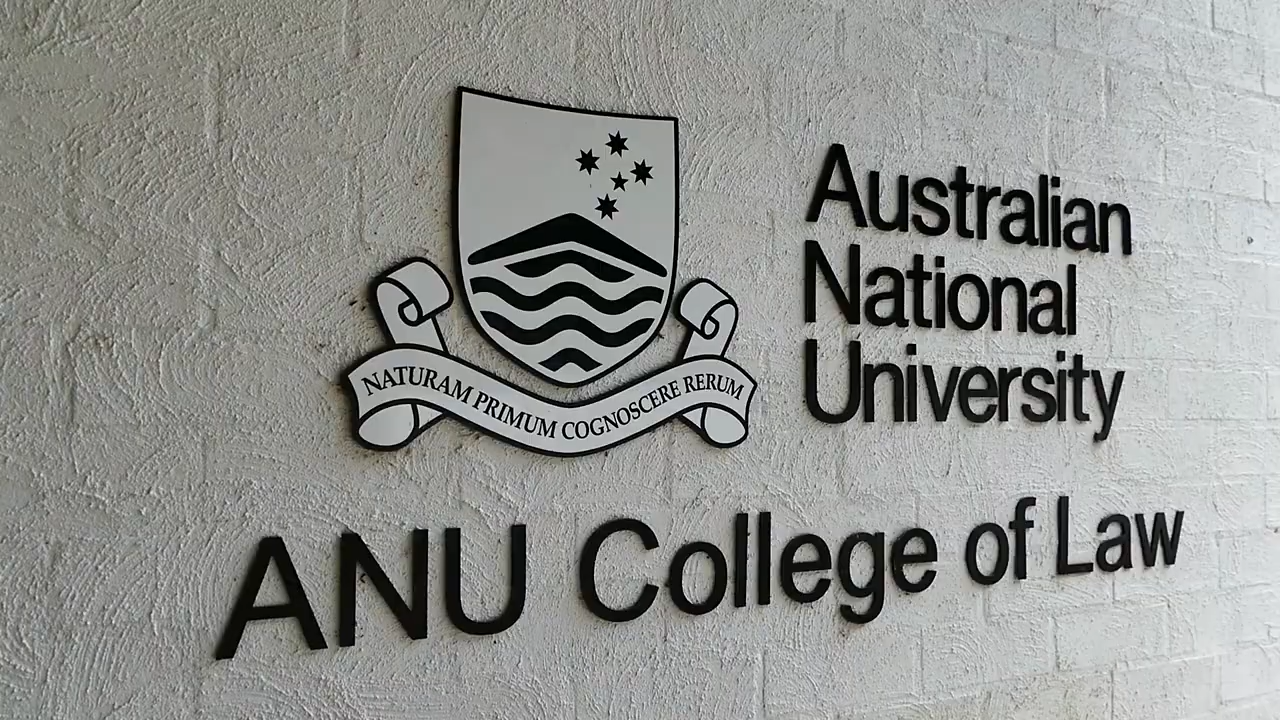 Australian
National
University
NATURAM PRIMUM COGNOSCERE RERUM
ANU College of Law